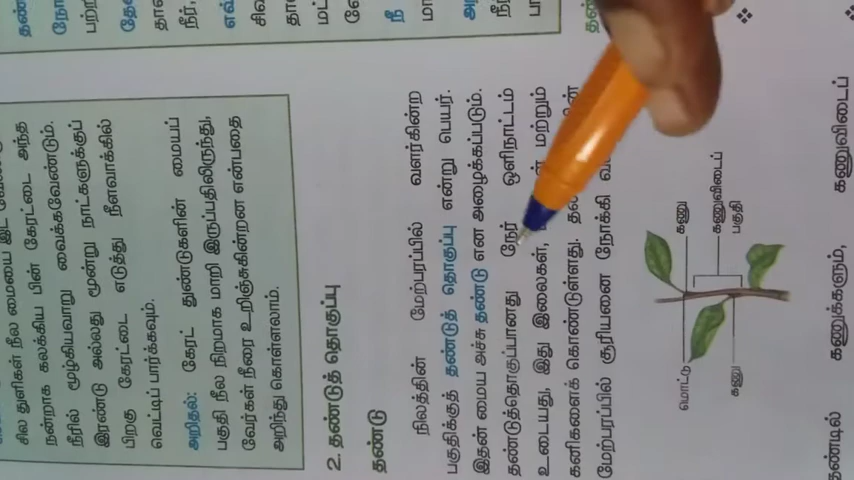 சில துளிகள் நீல மையை இட
நன்றாக கலக்கிய பின் கேரட்டை அந்த
நீரில் மூழ்கியவாறு வைக்கவேண்டும்.
இரண்டு அல்லது மூன்று நாட்களுக்குப்
பிறகு கேரட்டை எடுத்து நீளவாக்கில்
வெட்டிப் பார்க்கவும்.
அறிதல்: கேரட் துண்டுகளின் மையப்
பகுதி நீல நிறமாக மாறி இருப்பதிலிருந்து,
வேர்கள் நீரை உறிஞ்சுகின்றன என்பதை
அறிந்து கொள்ளலாம்.
2. தண்டுத் தொகுப்பு
தண்டு
நிலத்தின் மேற்பரப்பில் வளர்கின்ற
பகுதிக்குத் தண்டுத் தொகுப்பு என்று பெயர்.
இதன் மைய அச்சு தண்டு என அழைக்கப்படும்.
தண்டுத்தொகுப்பானது நேர் ஒளிநாட்டம்
உடையது, இது இலைகள், மற்றும்
கனிகளைக் கொண்டுள்ளது.
மேற்பரப்பில் சூரியனை நோக்கி
மொட்டு
கணு
கணு
கணுவிடைப்
பகுதி
தண்டில் கணுக்களும், கணுவிடைப்